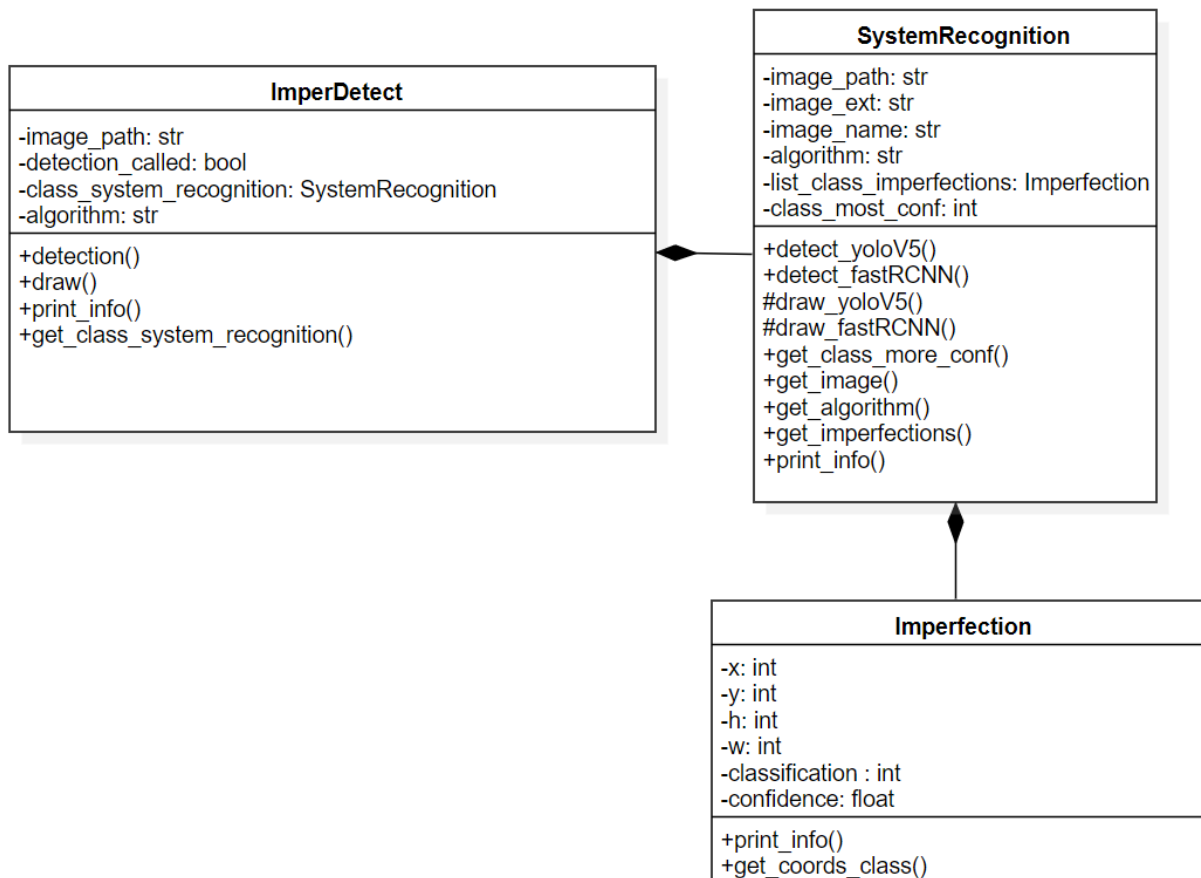 ImperDetect
-image_path: str
-detection_called: bool
-class_system_recognition: SystemRecognition
-algorithm: str
+detection()
+draw()
+print_info()
+get_class_system_recognition()
SystemRecognition
-image_path: str
-image_ext: str
-image_name: str
-algorithm: str
-list_class_imperfections: Imperfection
-class_most_conf: int
+detect_yoloV5()
+detect_fastRCNN()
#draw_yoloV5()
#draw_fastRCNN()
+get_class_more_conf()
+get_image()
+get_algorithm()
+get_imperfections()
+print_info()
Imperfection
-x: int
-y: int
-h: int
-w: int
-classification : int
-confidence: float
+print_info()
+get_coords_class()